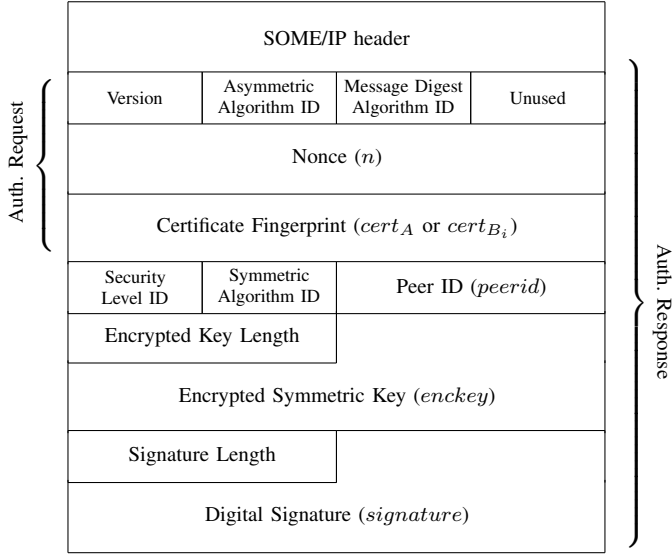 SOME/IP header
Version
Asymmetric
Algorithm ID
Message Digest
Algorithm ID
Unused
Auth. Request
Nonce (n)
Certificate Fingerprint (cert_A or cert_{B_i})
Security
Level ID
Symmetric
Algorithm ID
Peer ID (peerid)
Auth. Response
Encrypted Key Length
Encrypted Symmetric Key (enckey)
Signature Length
Digital Signature (signature)